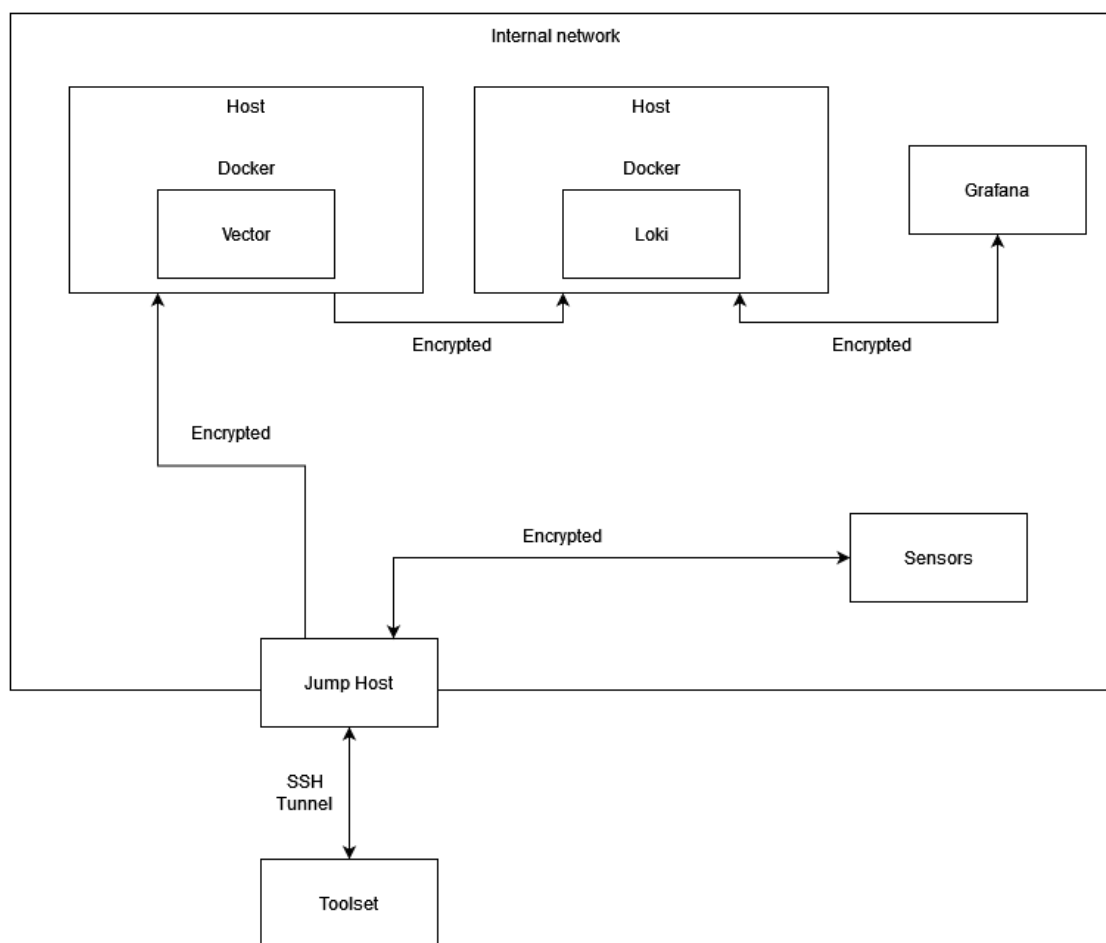 Internal network
Host
Host
Docker
Docker
Grafana
Vector
Loki
Encrypted
Encrypted
Encrypted
Encrypted
Sensors
Jump Host
SSH
Tunnel
Toolset